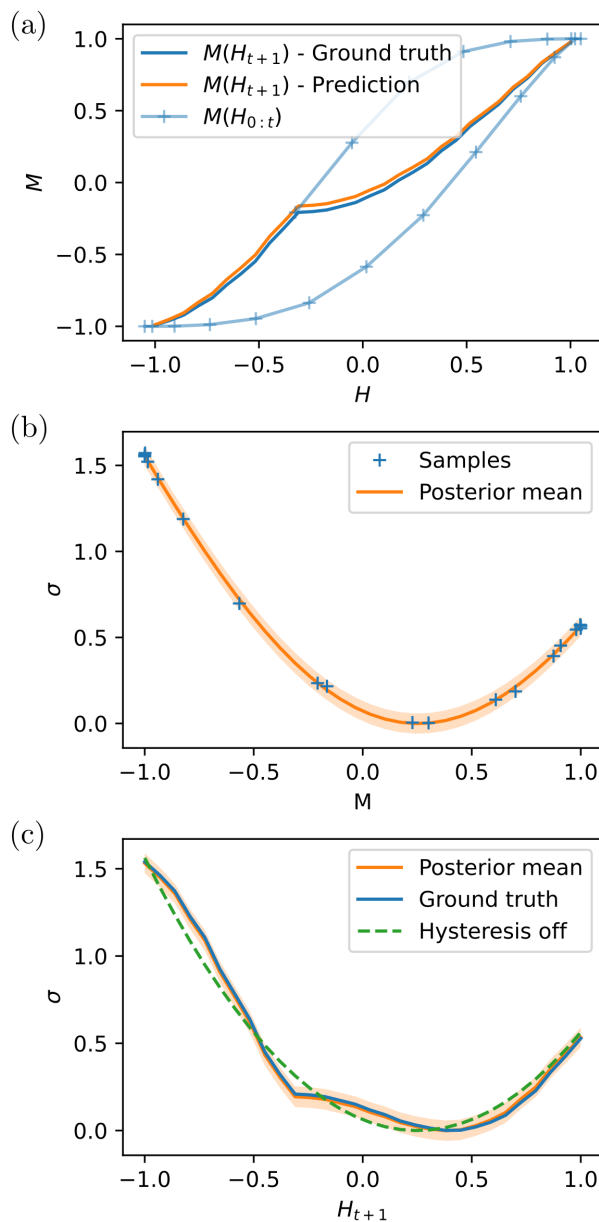 (a)
1.0
0.5
0.0
−0.5
−1.0
M
M(H_{t+1}) - Ground truth
M(H_{t+1}) - Prediction
M(H_{0:t})
−1.0 −0.5 0.0 0.5 1.0
H
(b)
1.5
1.0
0.5
0.0
σ
Samples
Posterior mean
−1.0 −0.5 0.0 0.5 1.0
M
(c)
1.5
1.0
0.5
0.0
σ
Posterior mean
Ground truth
Hysteresis off
−1.0 −0.5 0.0 0.5 1.0
H_{t+1}